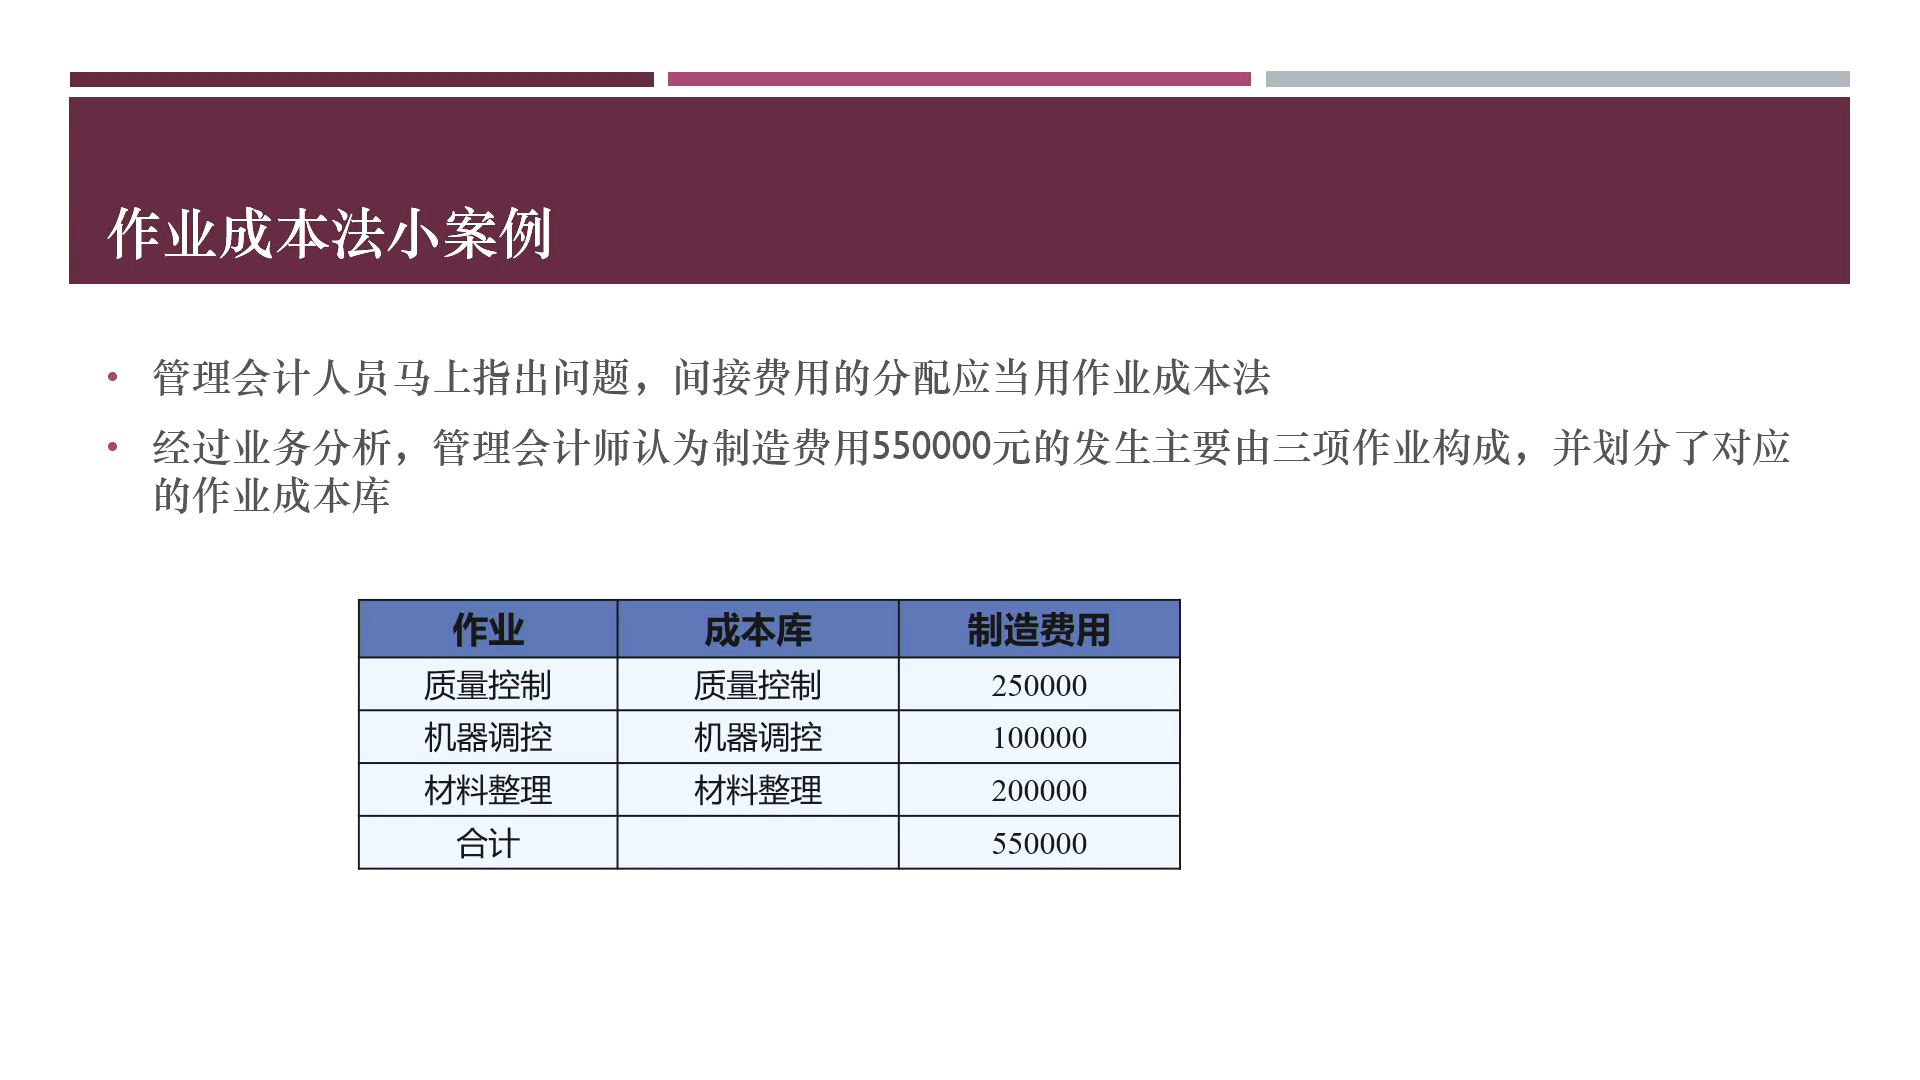 作业成本法小案例
• 管理会计人员马上指出问题，间接费用的分配应当用作业成本法
• 经过业务分析，管理会计师认为制造费用550000元的发生主要由三项作业构成，并划分了对应
的作业成本库
作业 成本库 制造费用
质量控制 质量控制 250000
机器调控 机器调控 100000
材料整理 材料整理 200000
合计 550000